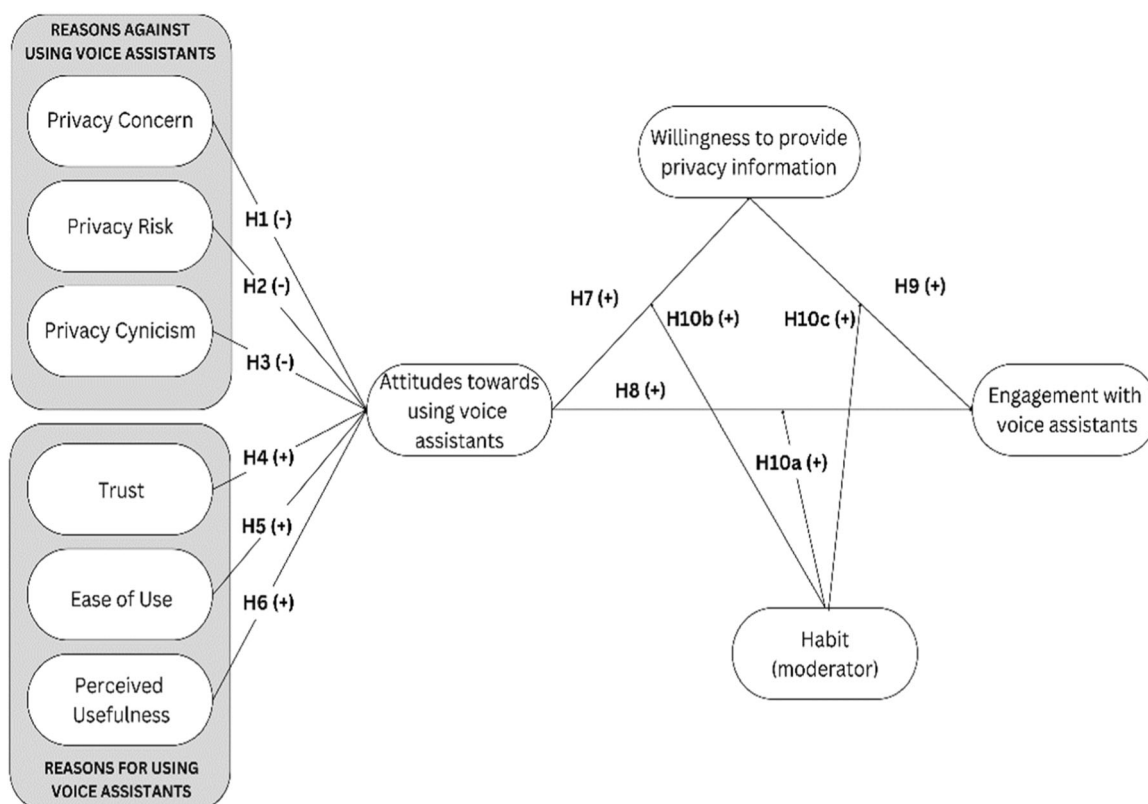 REASONS AGAINST
USING VOICE ASSISTANTS
Privacy Concern
Privacy Risk
Privacy Cynicism
H1 (-)
H2 (-)
H3 (-)
Trust
Ease of Use
Perceived
Usefulness
REASONS FOR USING
VOICE ASSISTANTS
H4 (+)
H5 (+)
H6 (+)
Attitudes towards
using voice
assistants
Willingness to provide
privacy information
H7 (+)
H10b (+)
H10c (+)
H9 (+)
H8 (+)
H10a (+)
Engagement with
voice assistants
Habit
(moderator)